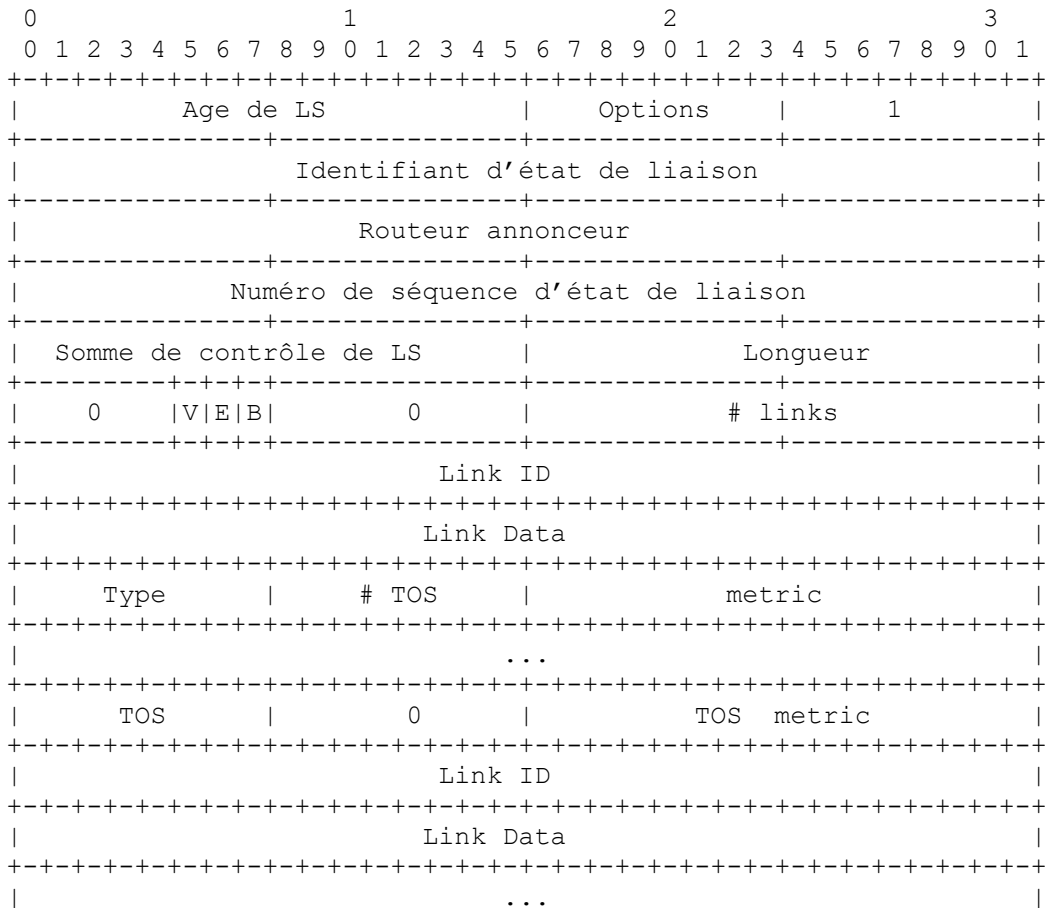 0                   1                   2                   3
 0 1 2 3 4 5 6 7 8 9 0 1 2 3 4 5 6 7 8 9 0 1 2 3 4 5 6 7 8 9 0 1
+-+-+-+-+-+-+-+-+-+-+-+-+-+-+-+-+-+-+-+-+-+-+-+-+-+-+-+-+-+-+-+-+
|          Age de LS            |    Options    |      1        |
+---------------+---------------+---------------+---------------+
|                 Identifiant d’état de liaison                 |
+---------------+---------------+---------------+---------------+
|                     Routeur annonceur                         |
+---------------+---------------+---------------+---------------+
|             Numéro de séquence d’état de liaison              |
+---------------+---------------+---------------+---------------+
|  Somme de contrôle de LS      |             Longueur          |
+---------+-+-+-+---------------+---------------+---------------+
|    0    |V|E|B|        0      |            # links            |
+---------+-+-+-+---------------+---------------+---------------+
|                          Link ID                              |
+-+-+-+-+-+-+-+-+-+-+-+-+-+-+-+-+-+-+-+-+-+-+-+-+-+-+-+-+-+-+-+-+
|                         Link Data                             |
+-+-+-+-+-+-+-+-+-+-+-+-+-+-+-+-+-+-+-+-+-+-+-+-+-+-+-+-+-+-+-+-+
|     Type      |     # TOS     |            metric             |
+-+-+-+-+-+-+-+-+-+-+-+-+-+-+-+-+-+-+-+-+-+-+-+-+-+-+-+-+-+-+-+-+
|                              ...                              |
+-+-+-+-+-+-+-+-+-+-+-+-+-+-+-+-+-+-+-+-+-+-+-+-+-+-+-+-+-+-+-+-+
|      TOS      |        0      |          TOS  metric          |
+-+-+-+-+-+-+-+-+-+-+-+-+-+-+-+-+-+-+-+-+-+-+-+-+-+-+-+-+-+-+-+-+
|                          Link ID                              |
+-+-+-+-+-+-+-+-+-+-+-+-+-+-+-+-+-+-+-+-+-+-+-+-+-+-+-+-+-+-+-+-+
|                         Link Data                             |
+-+-+-+-+-+-+-+-+-+-+-+-+-+-+-+-+-+-+-+-+-+-+-+-+-+-+-+-+-+-+-+-+
|                              ...                              |